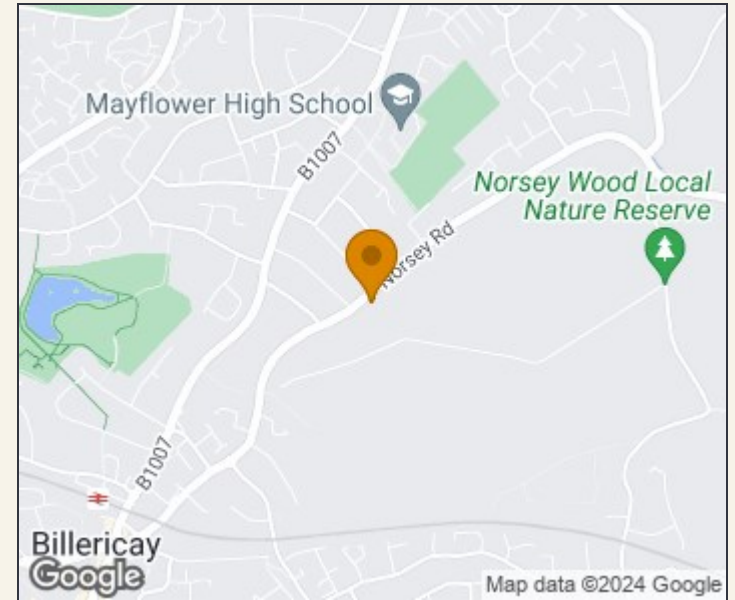 Mayflower High School
B1007
Norsey Wood Local
Nature Reserve
Norsey Rd
B1007
Billericay
Google
Map data ©2024 Google